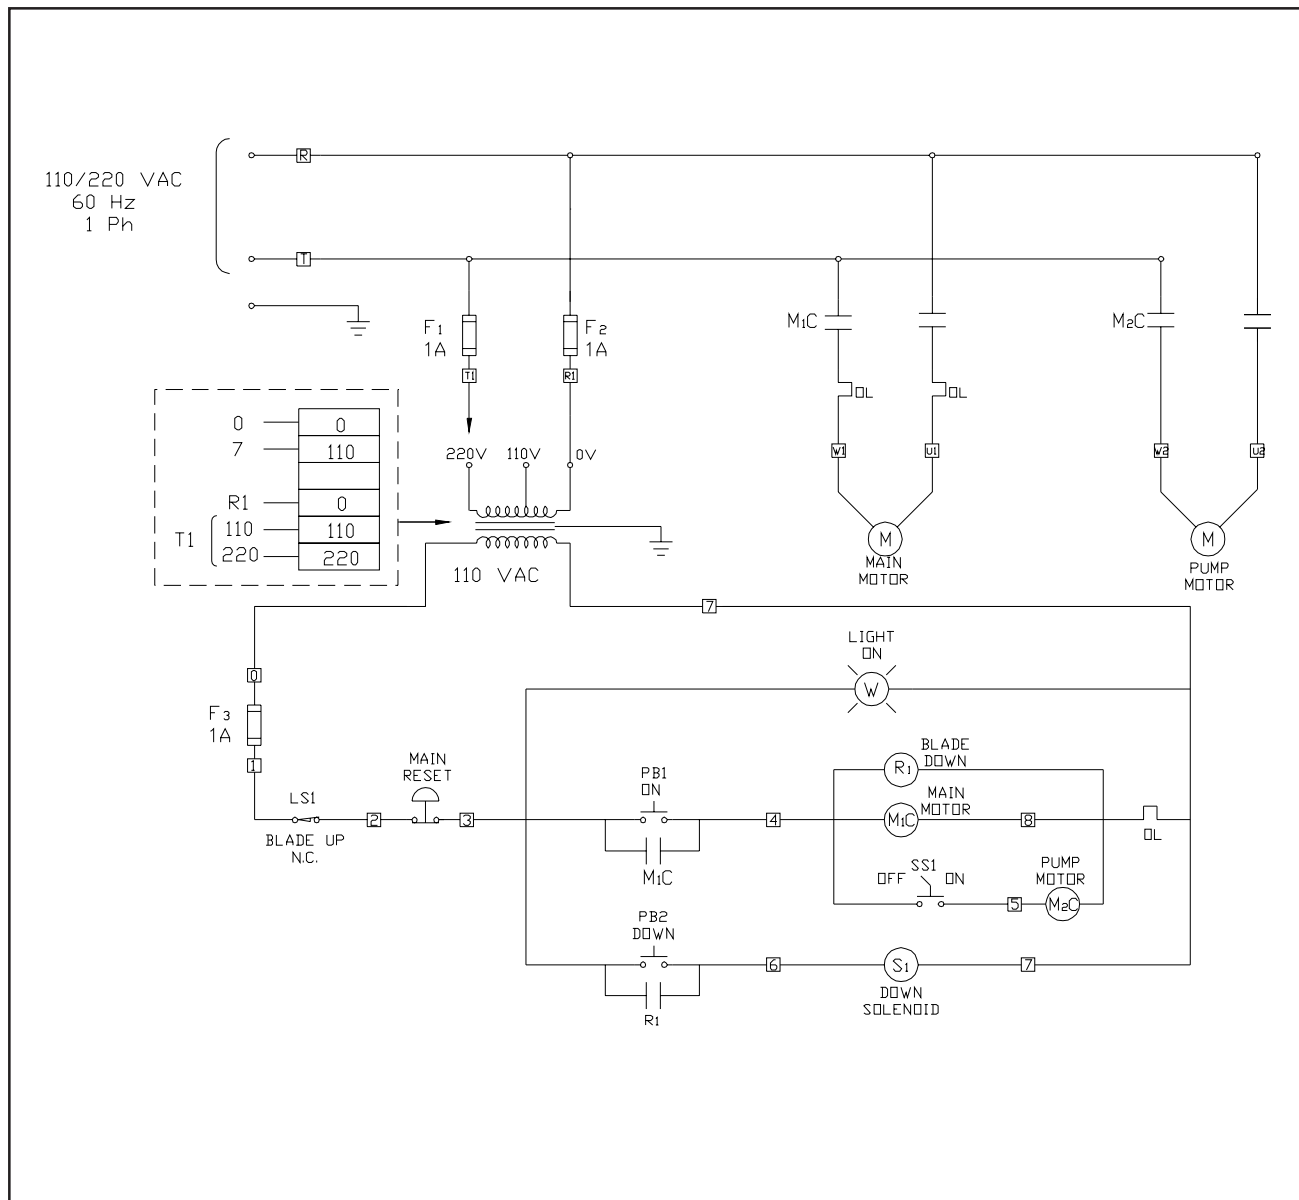 R
110/220 VAC
60 Hz
1 Ph
T
F1
1A
F2
1A
M1C
M2C
T1
R1
OL
OL
0 0
7 110
220V 110V 0V
W1
U1
W2
U2
R1 0
T1
110 110
220 220
M
MAIN
MOTOR
M
PUMP
MOTOR
110 VAC
7
LIGHT
ON
W
0
F3
1A
1
MAIN
RESET
PB1
ON
BLADE
DOWN
R1
LS1
MAIN
MOTOR
2
3
4
M1C
8
OL
BLADE UP
N.C.
M1C
SS1
OFF ON
PUMP
MOTOR
5
M2C
PB2
DOWN
6
S1
7
DOWN
SOLENOID
R1